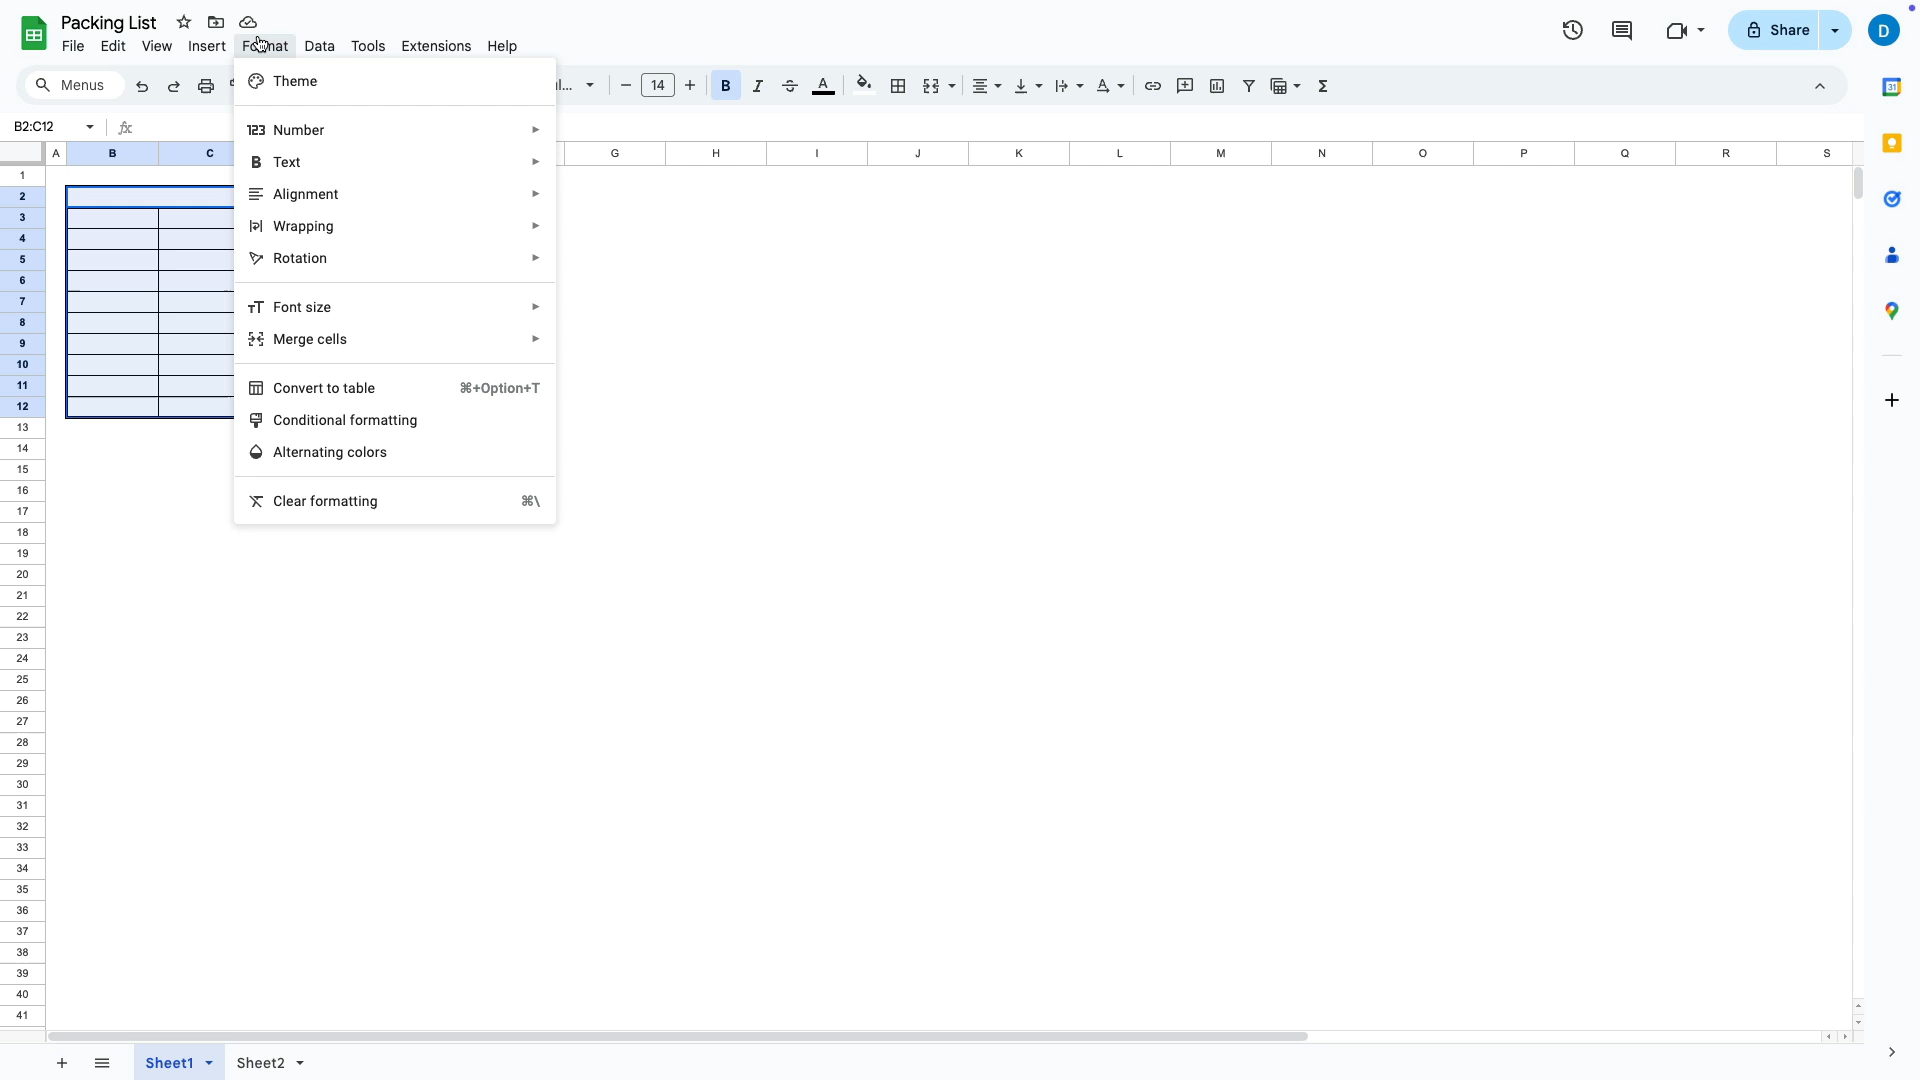 Packing List
File Edit View Insert Format Data Tools Extensions Help
Share
D
Menus
14
B
I
A
Σ
31
B2:C12
fx
A B C G H I J K L M N O P Q R S
Theme
123 Number
B Text
Alignment
Wrapping
Rotation
Font size
Merge cells
Convert to table ⌘+Option+T
Conditional formatting
Alternating colors
Clear formatting ⌘\
1
2
3
4
5
6
7
8
9
10
11
12
13
14
15
16
17
18
19
20
21
22
23
24
25
26
27
28
29
30
31
32
33
34
35
36
37
38
39
40
41
Sheet1 Sheet2